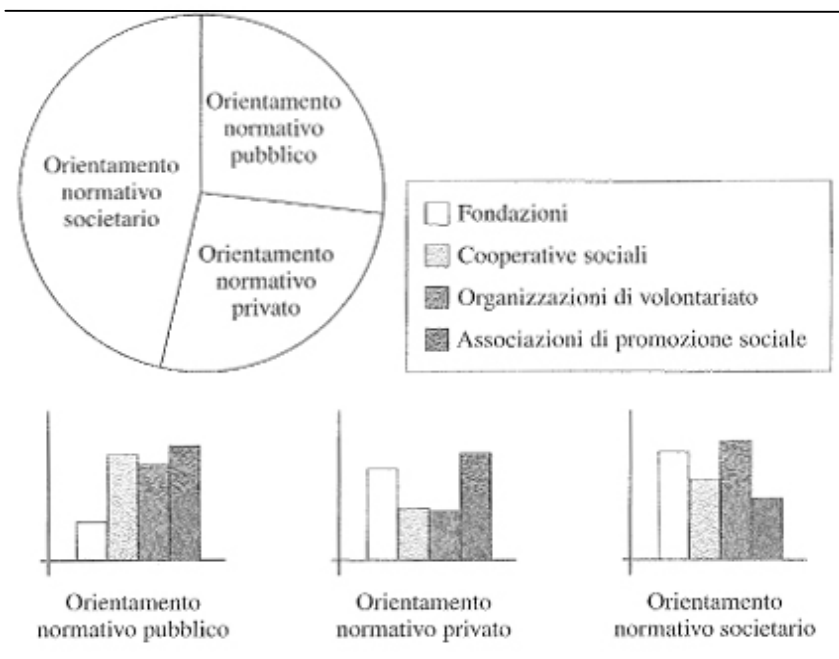 Orientamento
normativo
pubblico
Orientamento
normativo
societario
Orientamento
normativo
privato
Fondazioni
Cooperative sociali
Organizzazioni di volontariato
Associazioni di promozione sociale
Orientamento
normativo pubblico
Orientamento
normativo privato
Orientamento
normativo societario